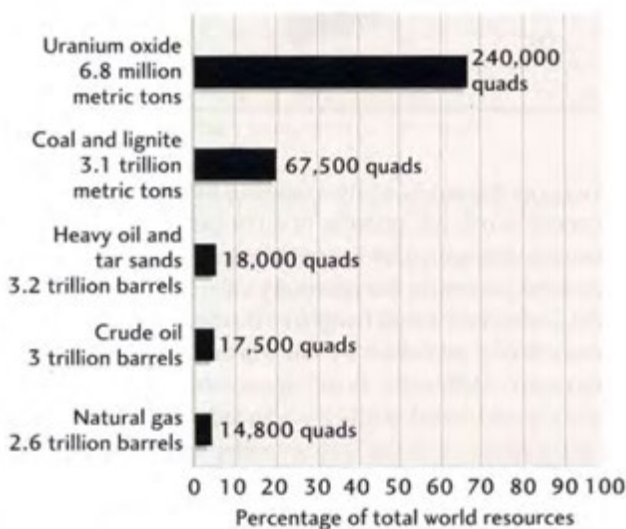 Uranium oxide
6.8 million
metric tons
240,000
quads
Coal and lignite
3.1 trillion
metric tons
67,500 quads
Heavy oil and
tar sands
3.2 trillion barrels
18,000 quads
Crude oil
3 trillion barrels
17,500 quads
Natural gas
2.6 trillion barrels
14,800 quads
0 10 20 30 40 50 60 70 80 90 100
Percentage of total world resources